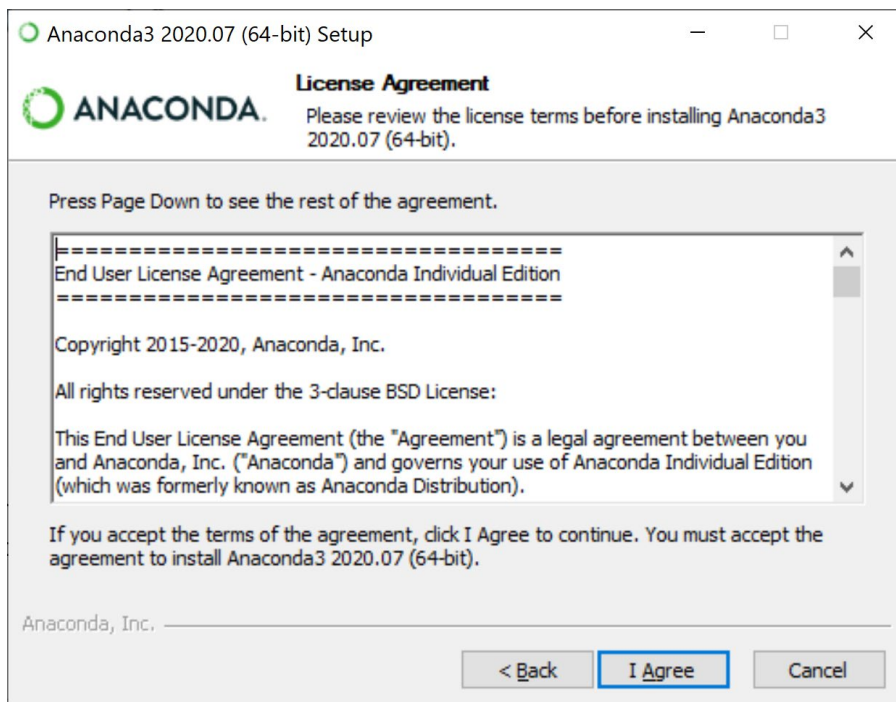 Anaconda3 2020.07 (64-bit) Setup
ANACONDA.
License Agreement
Please review the license terms before installing Anaconda3
2020.07 (64-bit).
Press Page Down to see the rest of the agreement.
===================================
End User License Agreement - Anaconda Individual Edition
===================================
Copyright 2015-2020, Anaconda, Inc.
All rights reserved under the 3-clause BSD License:
This End User License Agreement (the "Agreement") is a legal agreement between you
and Anaconda, Inc. ("Anaconda") and governs your use of Anaconda Individual Edition
(which was formerly known as Anaconda Distribution).
If you accept the terms of the agreement, click I Agree to continue. You must accept the
agreement to install Anaconda3 2020.07 (64-bit).
Anaconda, Inc.
< Back
I Agree
Cancel